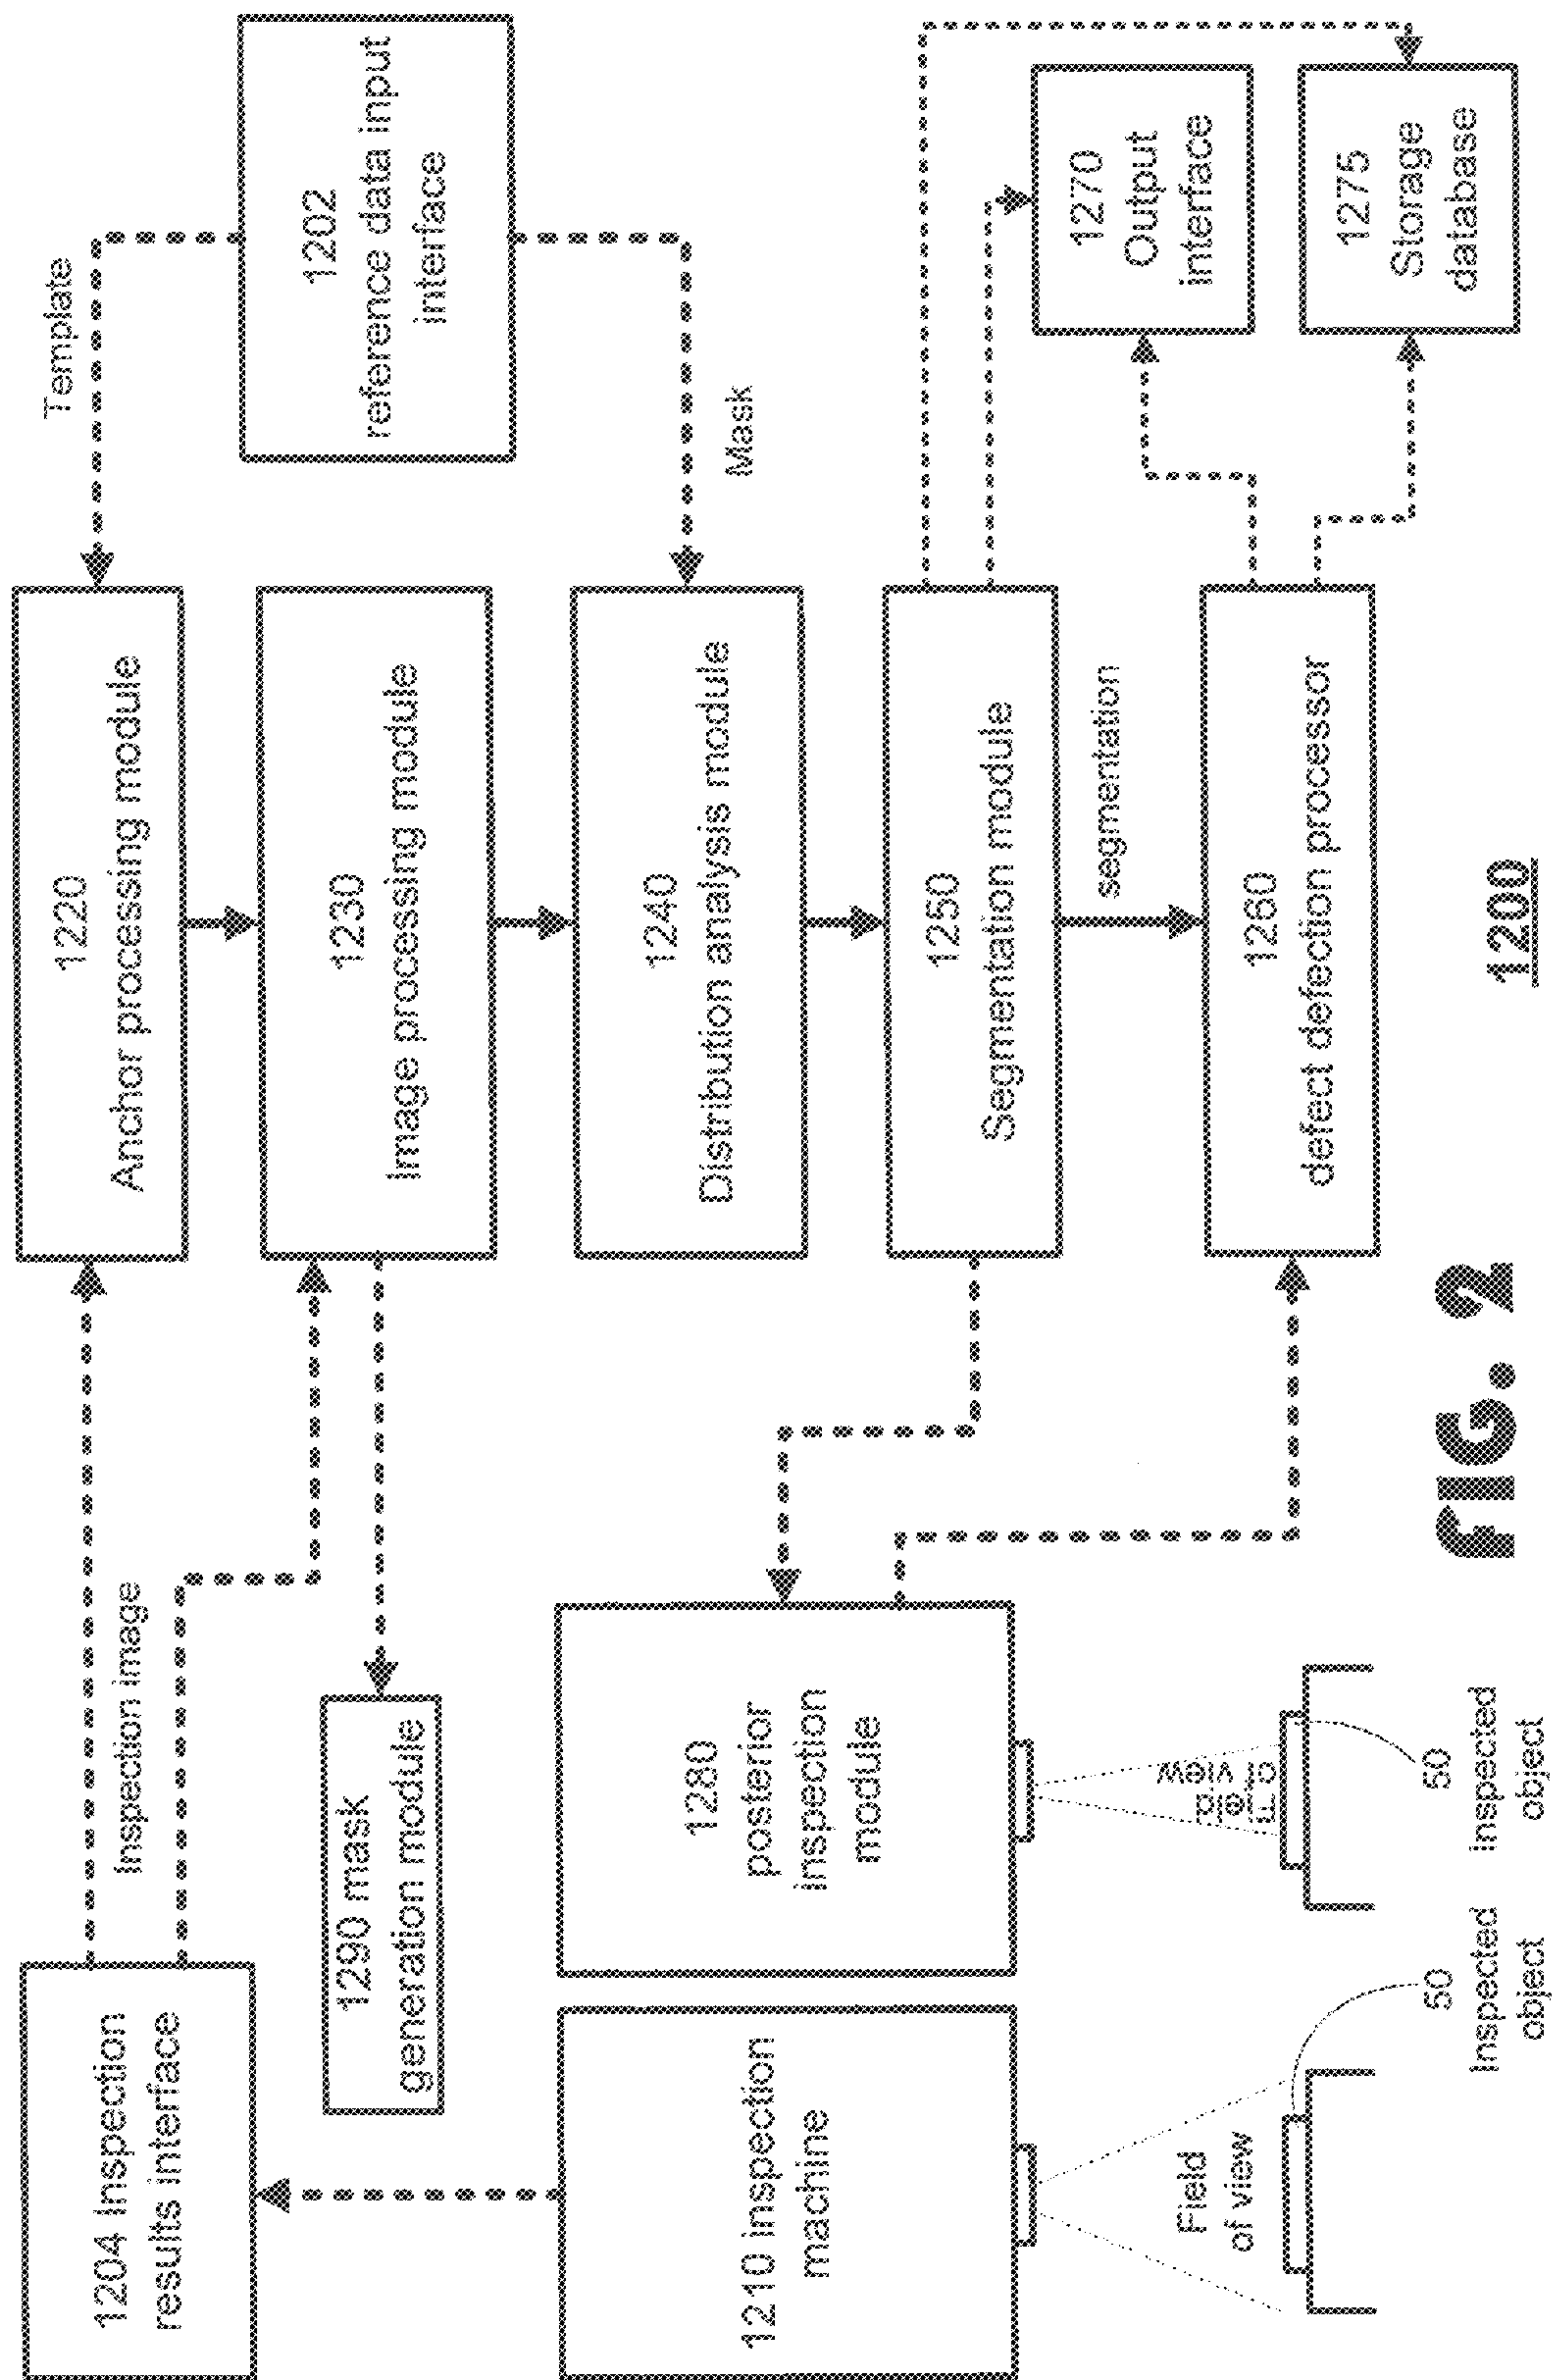 1204 Inspection
results interface
Inspection image
1220
Anchor processing module
Template
1202
reference data input
interface
1290 mask
generation module
1230
Image processing module
1240
Distribution analysis module
Mask
1210 inspection
machine
1280
posterior
inspection
module
1250
Segmentation module
segmentation
1270
Output
interface
1260
defect defection processor
1275
Storage
database
Field
of view
Field
of view
50
Inspected
object
50
Inspected
object
FIG. 2
1200